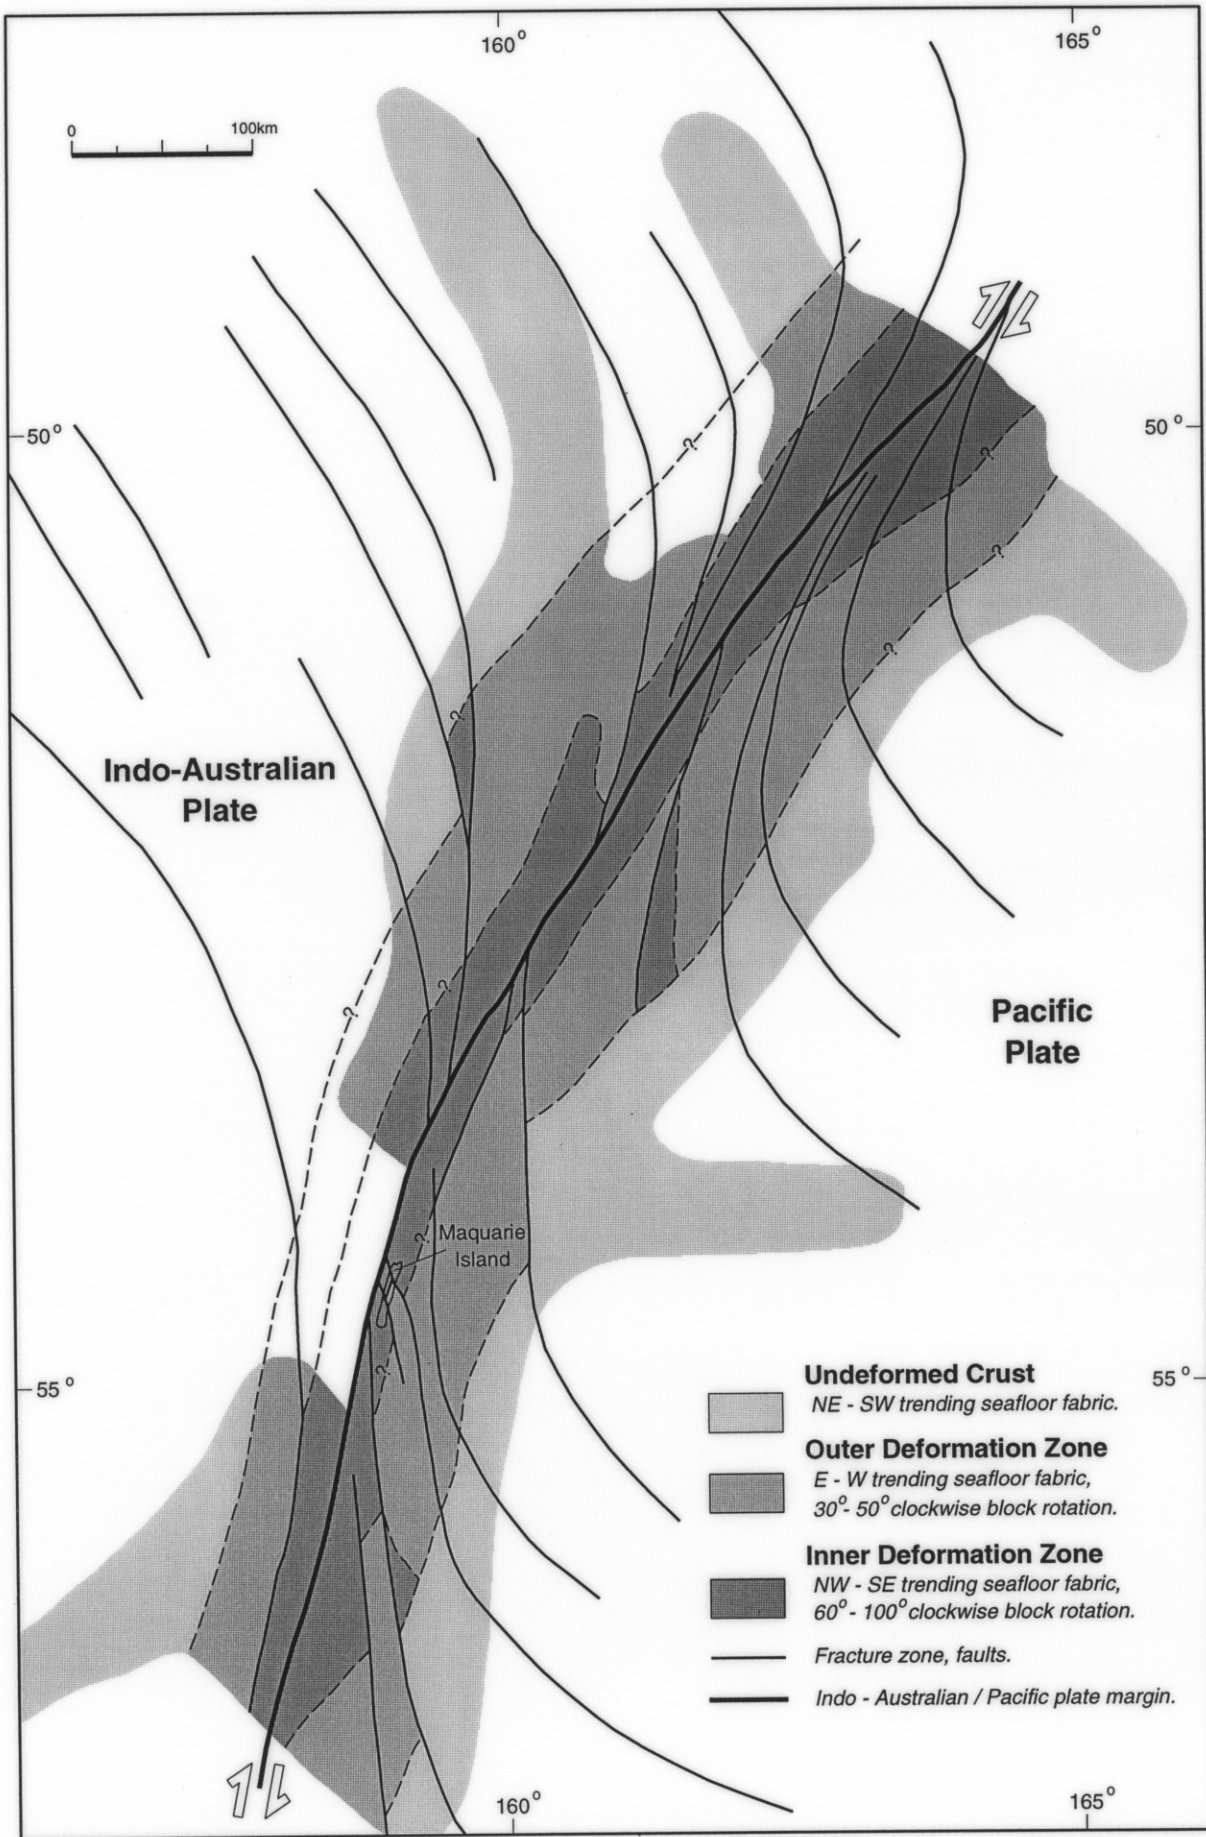 160°
165°
0
100km
50°
50°
?
?
?
?
?
Indo-Australian
Plate
?
?
Pacific
Plate
Maquarie
Island
?
?
55°
55°
Undeformed Crust
NE - SW trending seafloor fabric.
Outer Deformation Zone
E - W trending seafloor fabric,
30°- 50° clockwise block rotation.
Inner Deformation Zone
NW - SE trending seafloor fabric,
60° - 100° clockwise block rotation.
Fracture zone, faults.
Indo - Australian / Pacific plate margin.
160°
165°